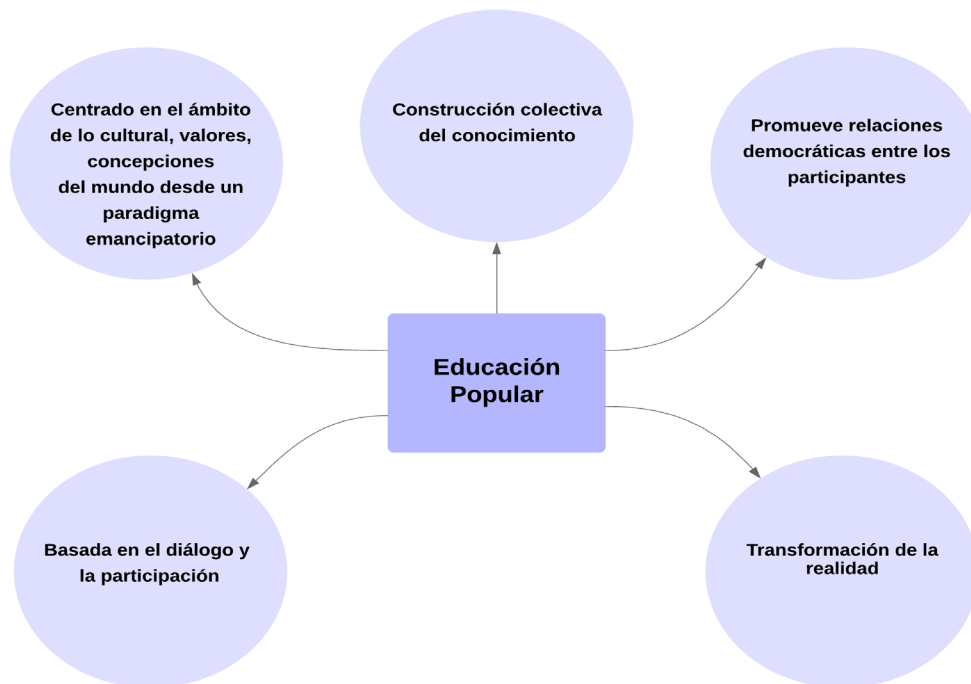 Centrado en el ámbito
de lo cultural, valores,
concepciones
del mundo desde un
paradigma
emancipatorio
Construcción colectiva
del conocimiento
Promueve relaciones
democráticas entre los
participantes
Educación
Popular
Basada en el diálogo y
la participación
Transformación de la
realidad